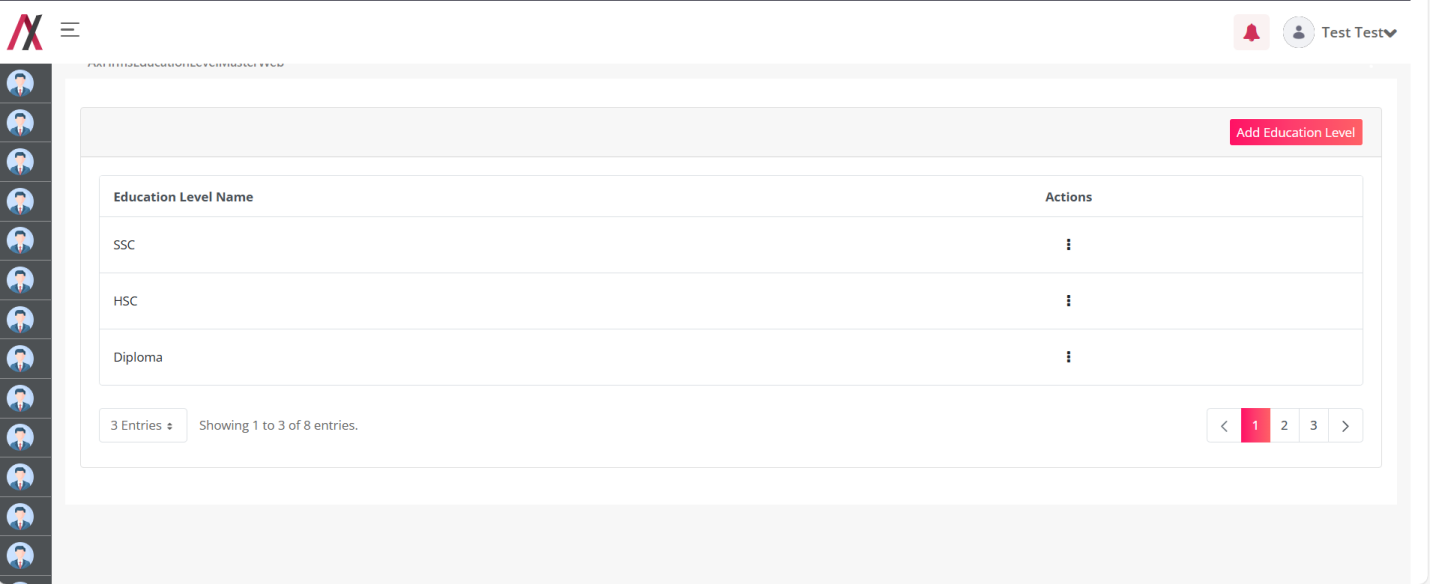 Test Test
AxHrmsEducationLevelMasterWeb
Add Education Level
Education Level Name Actions
SSC
HSC
Diploma
3 Entries Showing 1 to 3 of 8 entries. 1 2 3